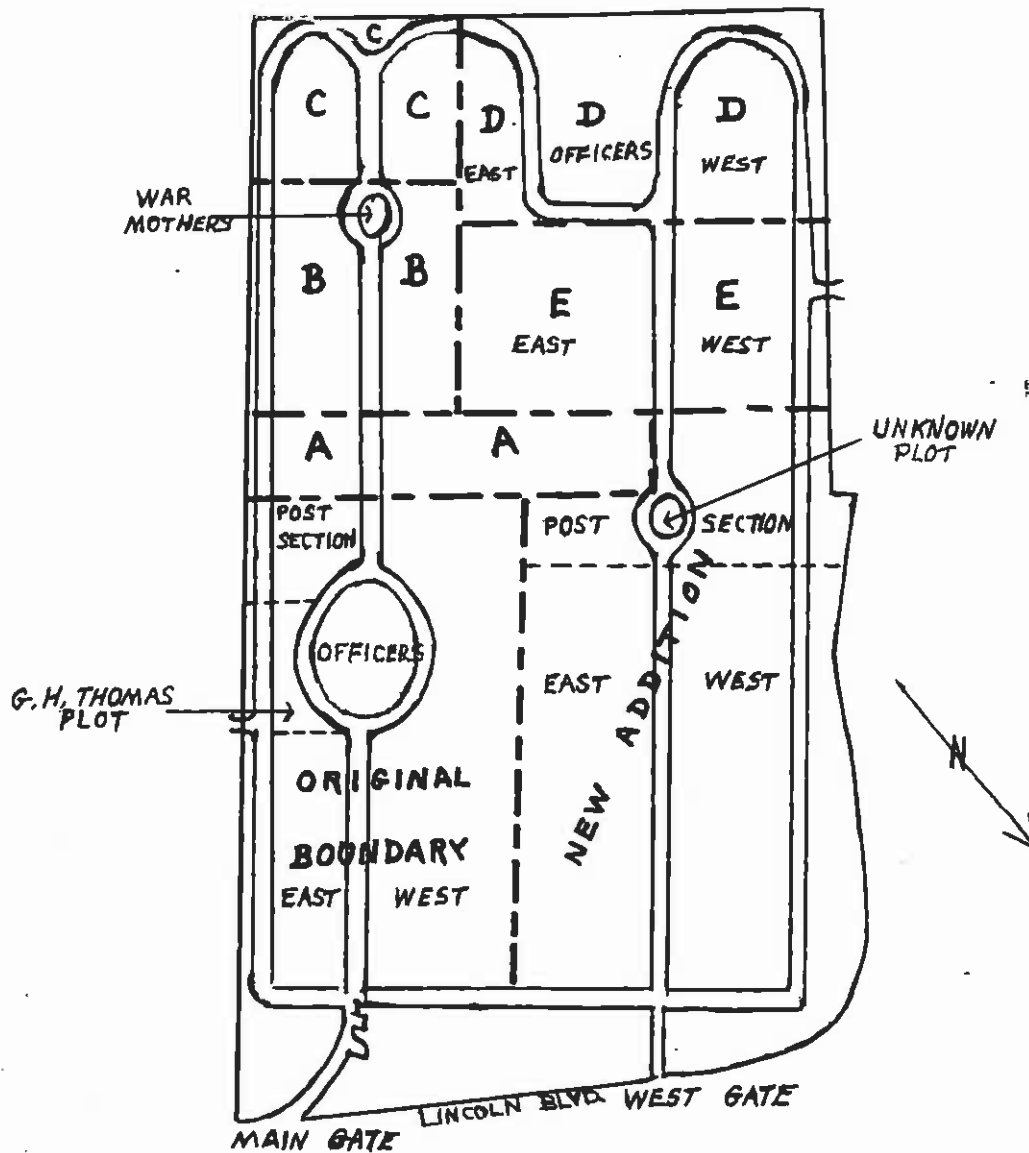 C
C
C
D
D
D
EAST
OFFICERS
WEST
WAR
MOTHERS
B
B
E
E
EAST
WEST
A
A
UNKNOWN
PLOT
POST
SECTION
POST
SECTION
OFFICERS
G.H. THOMAS
PLOT
EAST
WEST
NEW ADDITION
N
ORIGINAL
BOUNDARY
EAST
WEST
LINCOLN BLVD.
WEST GATE
MAIN GATE